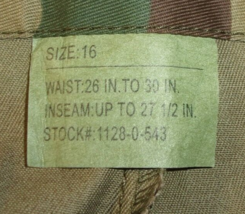 SIZE:16
WAIST:26 IN.TO 30 IN.
INSEAM:UP TO 27 1/2 IN.
STOCK#:1128-0-543